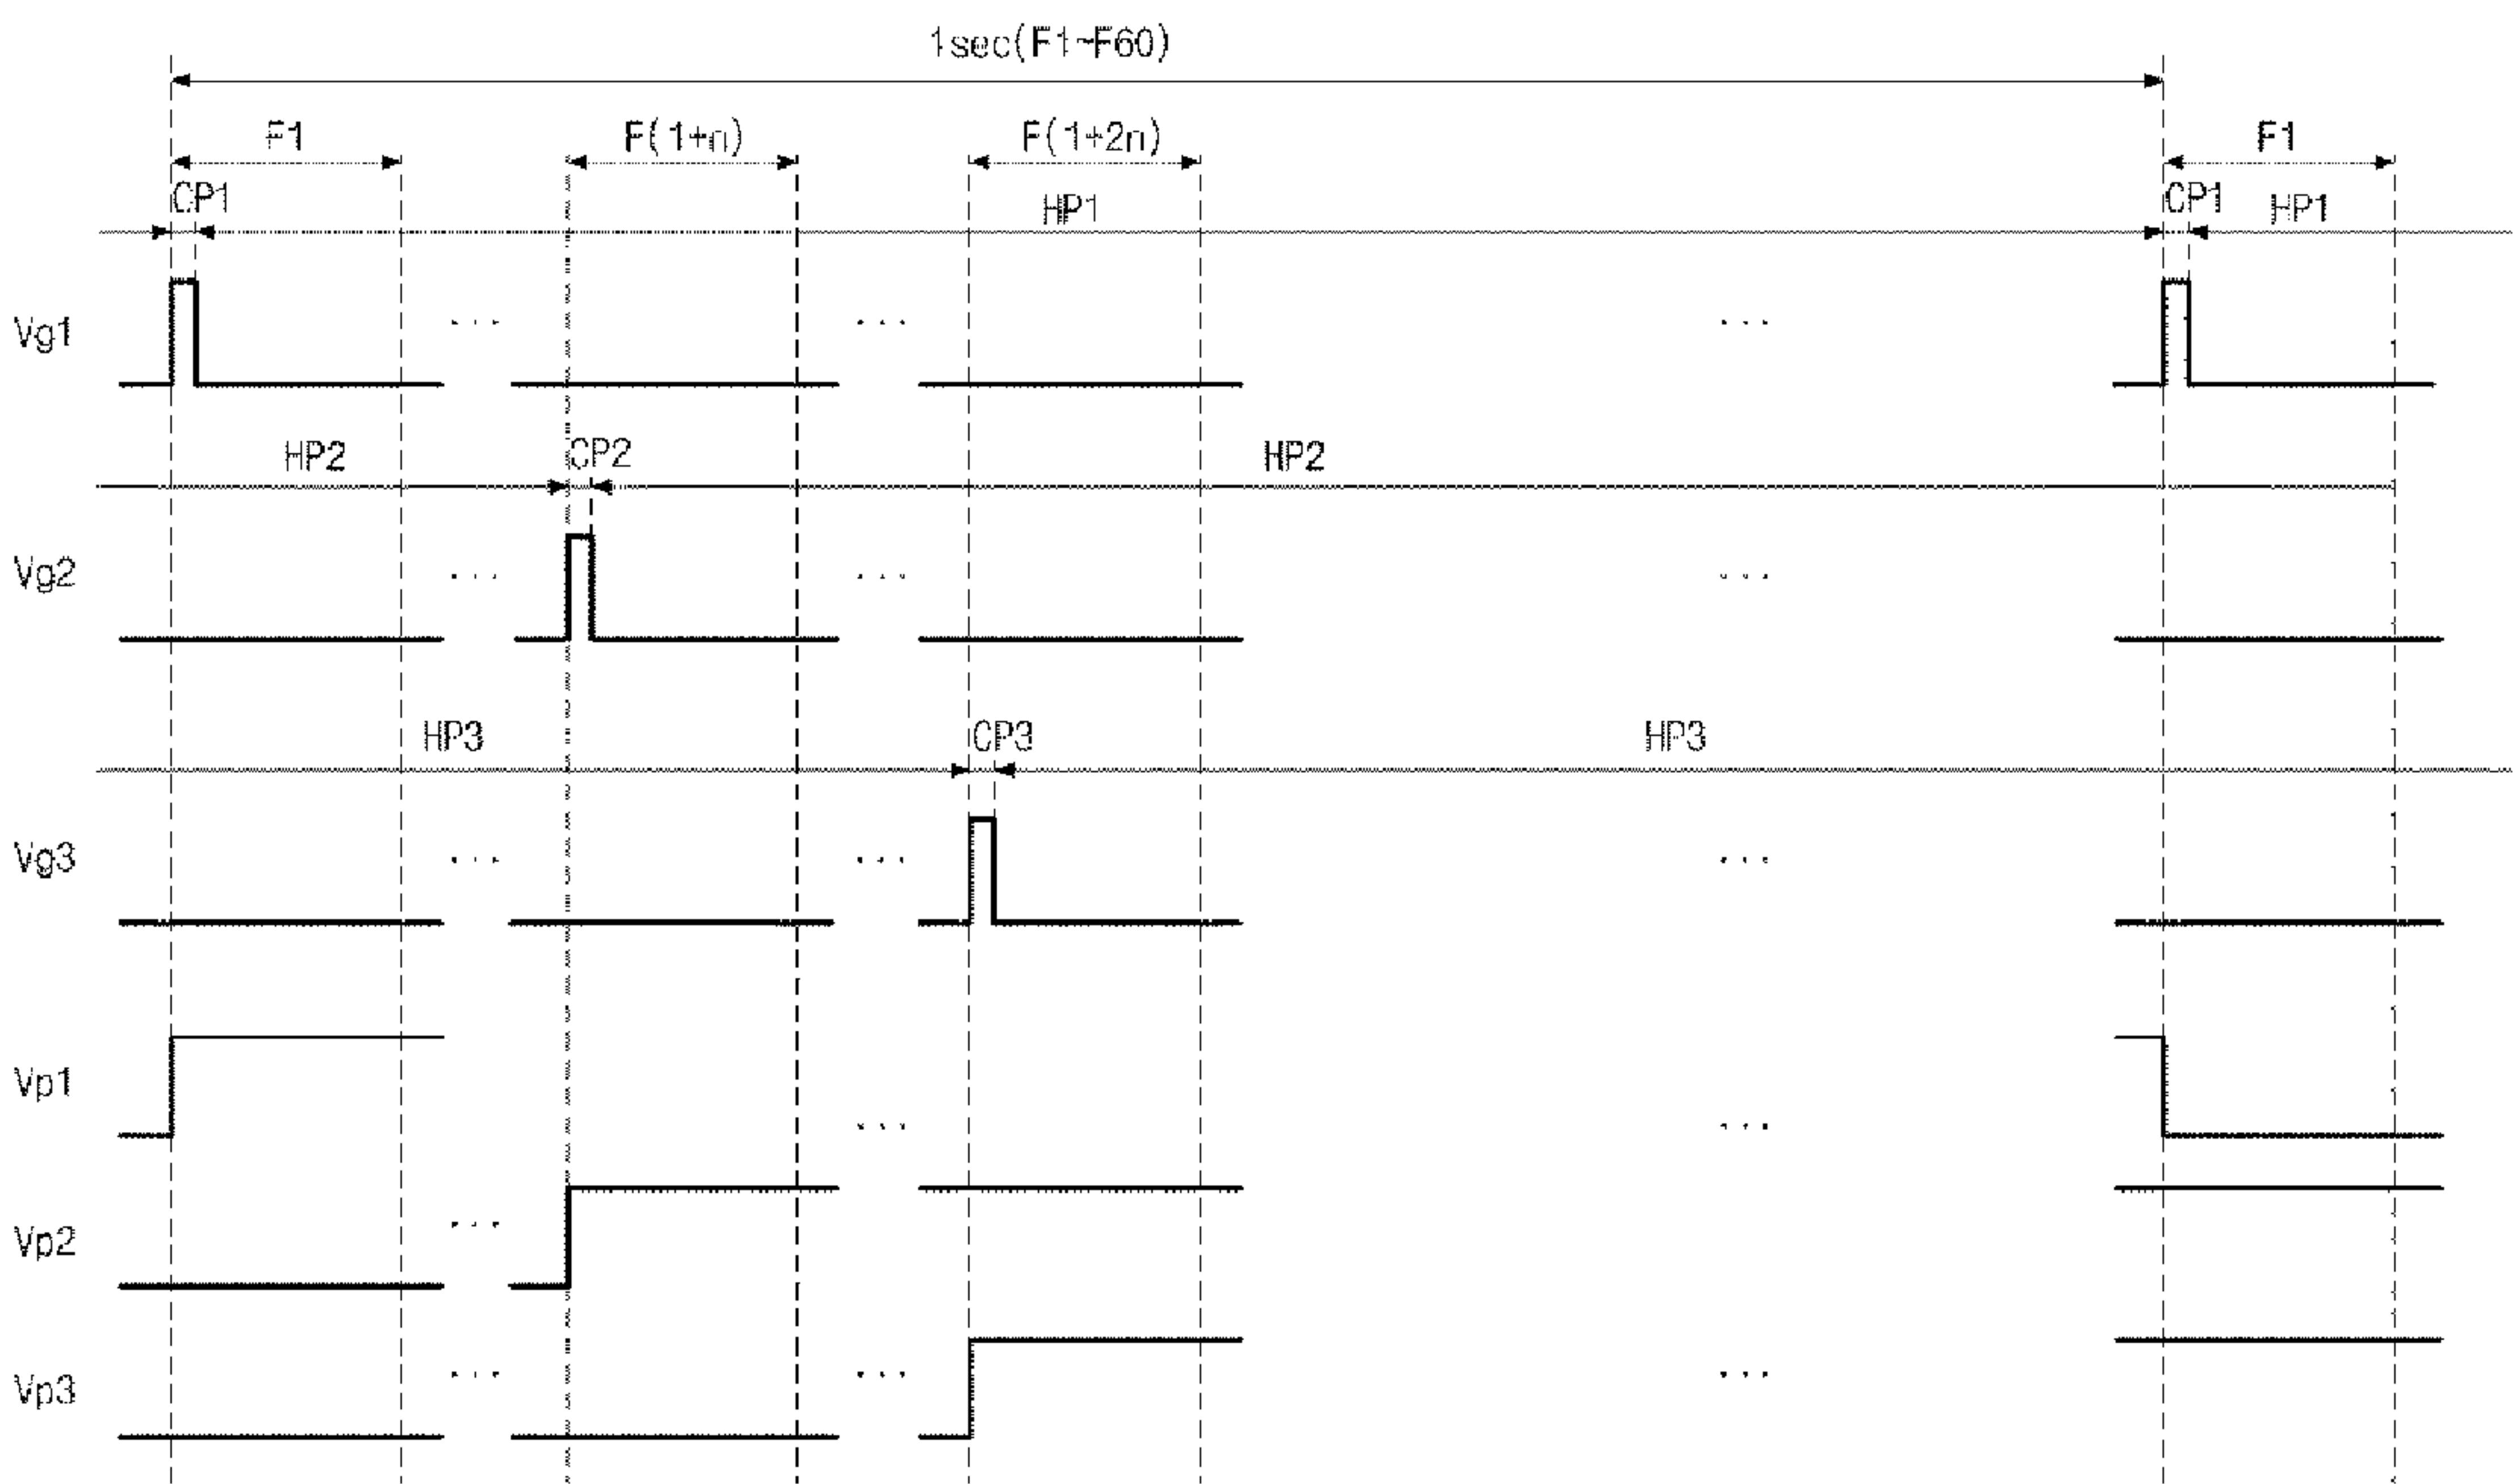 1sec(F1~F60)
F1 F(1+n) F(1+2n) F1
CP1 HP1 CP1 HP1
Vg1 ... ... ...
HP2 CP2 HP2
Vg2 ... ... ...
HP3 CP3 HP3
Vg3 ... ... ...
Vp1 ... ...
Vp2 ...
Vp3 ... ... ...